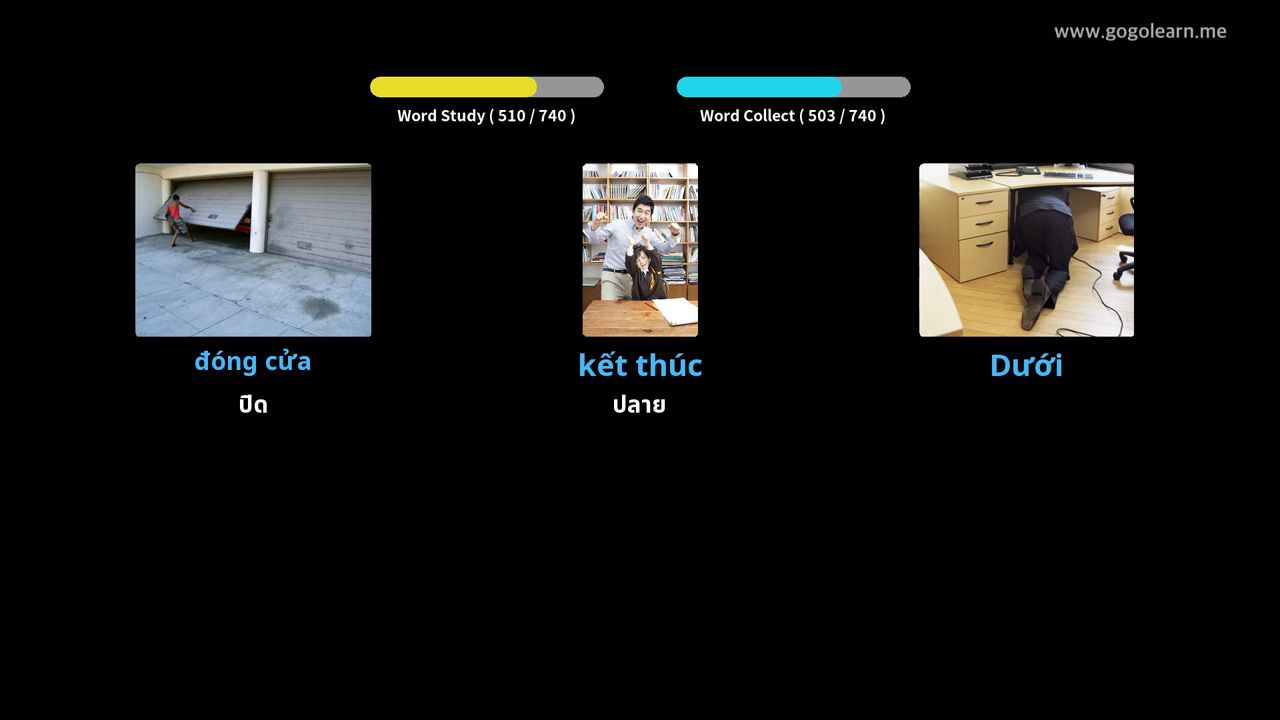 www.gogolearn.me
Word Study ( 510 / 740 )
Word Collect ( 503 / 740 )
đóng cửa
kết thúc
Dưới
ปิด
ปลาย